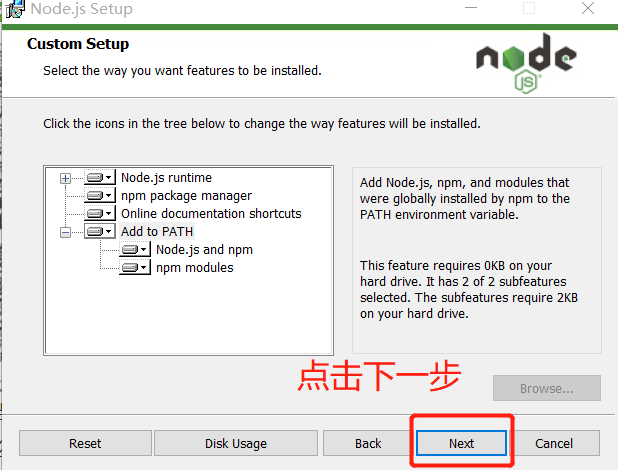 Node.js Setup
Custom Setup
Select the way you want features to be installed.
node
JS
Click the icons in the tree below to change the way features will be installed.
Node.js runtime
npm package manager
Online documentation shortcuts
Add to PATH
Node.js and npm
npm modules
Add Node.js, npm, and modules that
were globally installed by npm to the
PATH environment variable.
This feature requires 0KB on your
hard drive. It has 2 of 2 subfeatures
selected. The subfeatures require 2KB
on your hard drive.
点击下一步
Browse...
Reset
Disk Usage
Back
Next
Cancel